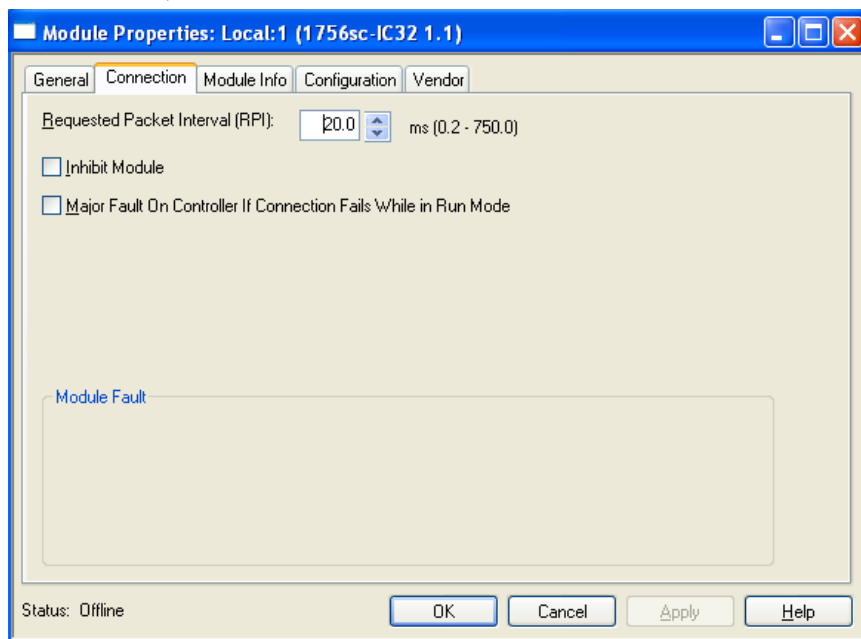 Module Properties: Local:1 (1756sc-IC32 1.1)
General Connection Module Info Configuration Vendor
Requested Packet Interval (RPI): 20.0 ms (0.2 - 750.0)
Inhibit Module
Major Fault On Controller If Connection Fails While in Run Mode
Module Fault
Status: Offline OK Cancel Apply Help